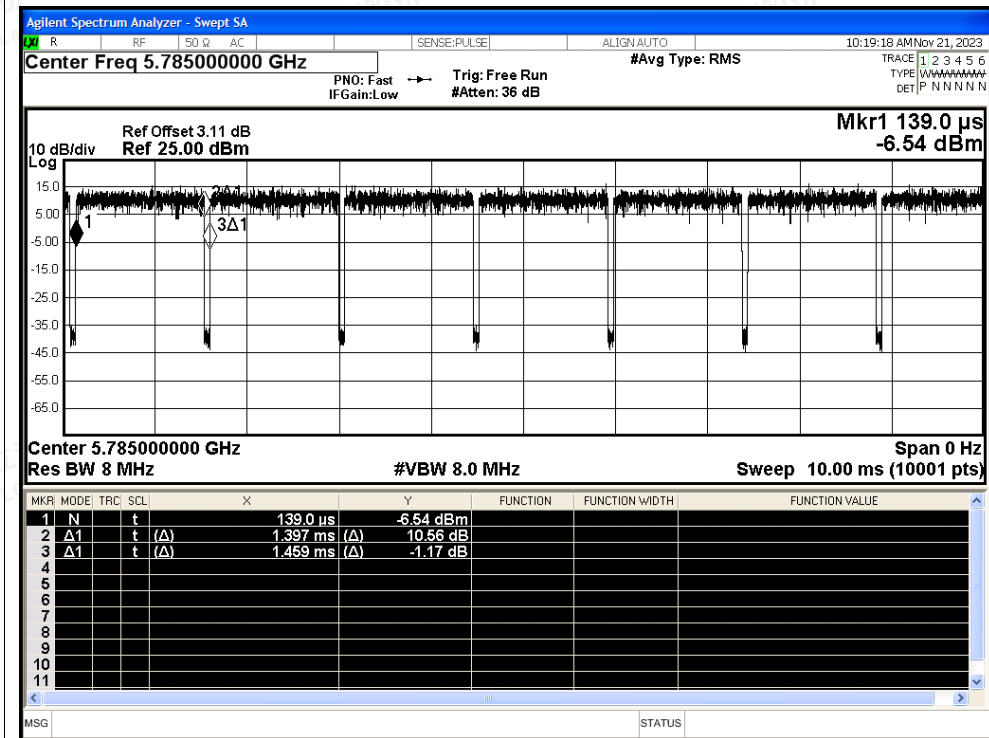 Agilent Spectrum Analyzer - Swept SA
LXI R RF 50 Ω AC SENSE:PULSE ALIGN AUTO 10:19:18 AM Nov 21, 2023
Center Freq 5.785000000 GHz #Avg Type: RMS TRACE 1 2 3 4 5 6
PNO: Fast Trig: Free Run TYPE W
IFGain:Low #Atten: 36 dB DET P N N N N N
Mkr1 139.0 µs
Ref Offset 3.11 dB
10 dB/div Ref 25.00 dBm -6.54 dBm
Log
15.0
2Δ1
5.00
1
3Δ1
-5.00
-15.0
-25.0
-35.0
-45.0
-55.0
-65.0
Center 5.785000000 GHz Span 0 Hz
Res BW 8 MHz #VBW 8.0 MHz Sweep 10.00 ms (10001 pts)
MKR MODE TRC SCL X Y FUNCTION FUNCTION WIDTH FUNCTION VALUE
1 N t 139.0 µs -6.54 dBm
2 Δ1 t (Δ) 1.397 ms (Δ) 10.56 dB
3 Δ1 t (Δ) 1.459 ms (Δ) -1.17 dB
4
5
6
7
8
9
10
11
MSG STATUS